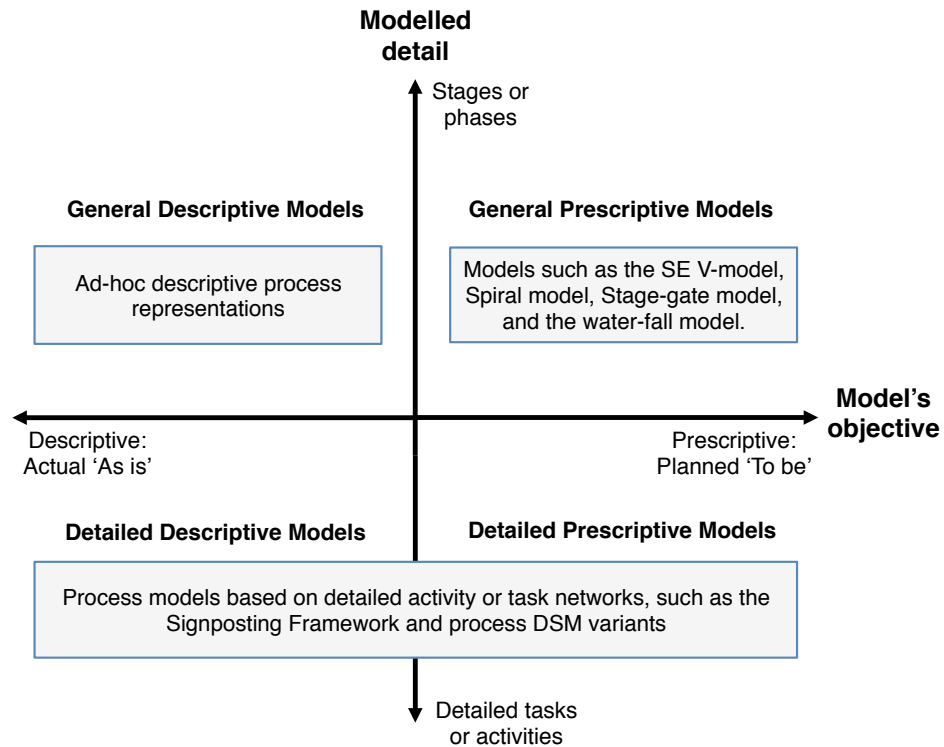 Modelled
detail
Stages or
phases
General Descriptive Models
General Prescriptive Models
Ad-hoc descriptive process
representations
Models such as the SE V-model,
Spiral model, Stage-gate model,
and the water-fall model.
Model’s
objective
Descriptive:
Actual ‘As is’
Prescriptive:
Planned ‘To be’
Detailed Descriptive Models
Detailed Prescriptive Models
Process models based on detailed activity or task networks, such as the
Signposting Framework and process DSM variants
Detailed tasks
or activities